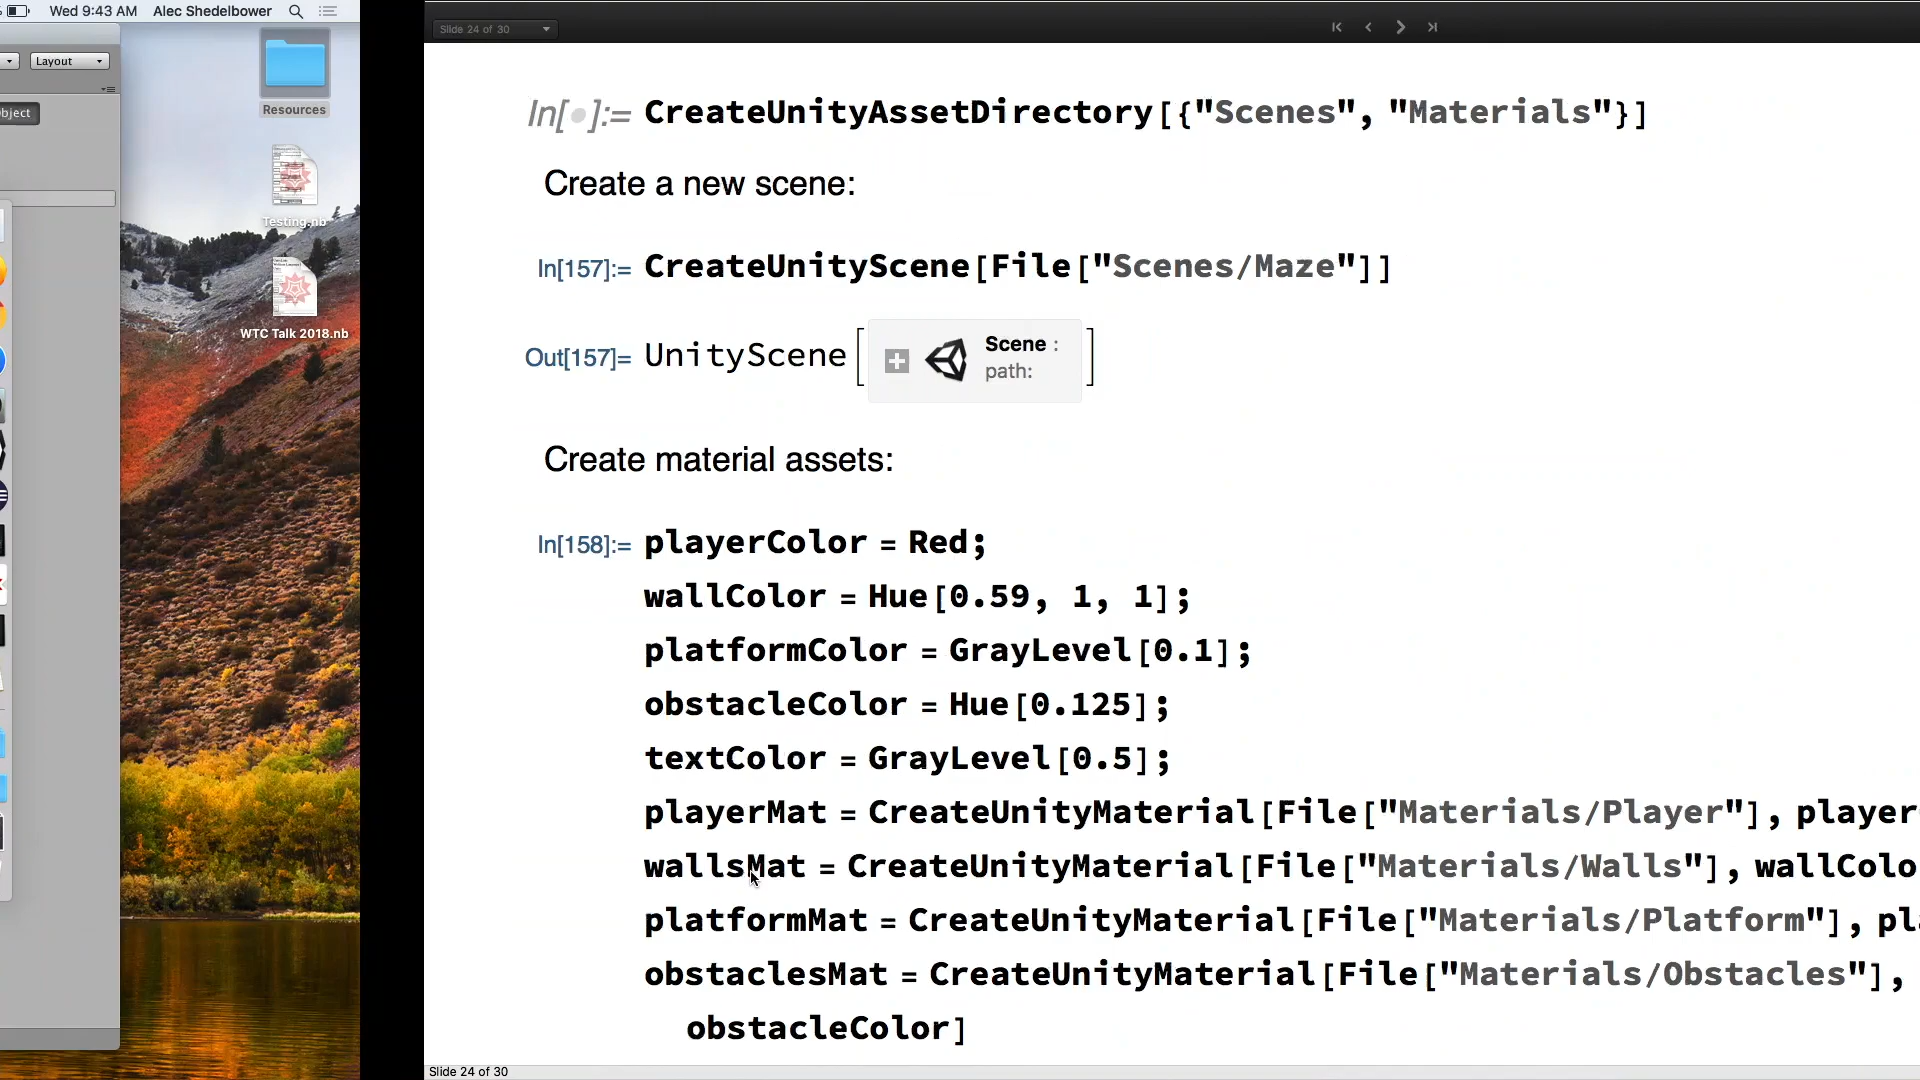 Wed 9:43 AM Alec Shedelbower
Layout
Resources
Testing.nb
WTC Talk 2018.nb
Slide 24 of 30
In[ ]:= CreateUnityAssetDirectory[{"Scenes", "Materials"}]
Create a new scene:
In[157]:= CreateUnityScene[File["Scenes/Maze"]]
Out[157]= UnityScene[
Scene :
path:
]
Create material assets:
In[158]:= playerColor = Red;
wallColor = Hue[0.59, 1, 1];
platformColor = GrayLevel[0.1];
obstacleColor = Hue[0.125];
textColor = GrayLevel[0.5];
playerMat = CreateUnityMaterial[File["Materials/Player"], player
wallsMat = CreateUnityMaterial[File["Materials/Walls"], wallColo
platformMat = CreateUnityMaterial[File["Materials/Platform"], pl
obstaclesMat = CreateUnityMaterial[File["Materials/Obstacles"],
obstacleColor]
Slide 24 of 30